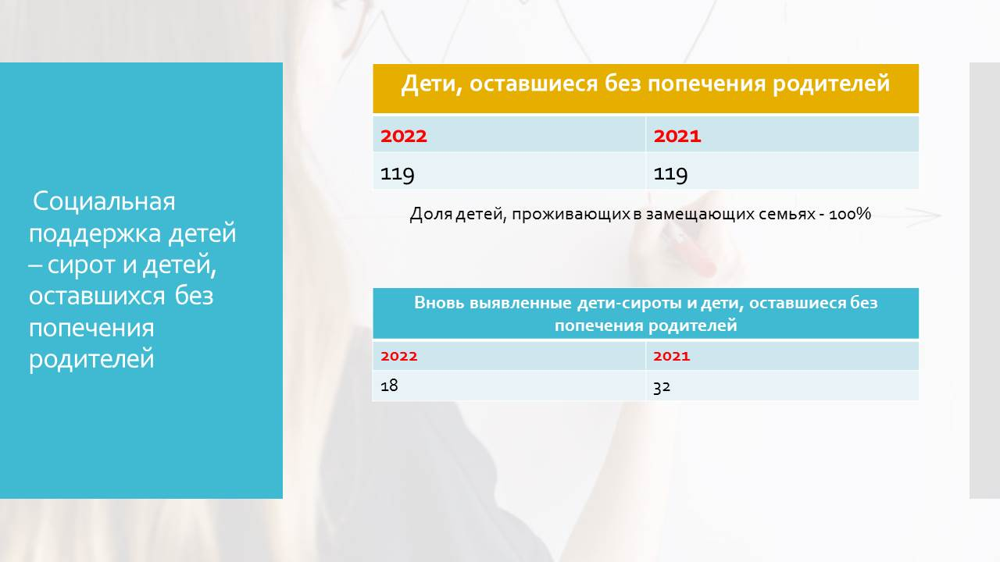 Социальная
поддержка детей
– сирот и детей,
оставшихся без
попечения
родителей
Дети, оставшиеся без попечения родителей
2022 2021
119 119
Доля детей, проживающих в замещающих семьях - 100%
Вновь выявленные дети-сироты и дети, оставшиеся без
попечения родителей
2022 2021
18 32